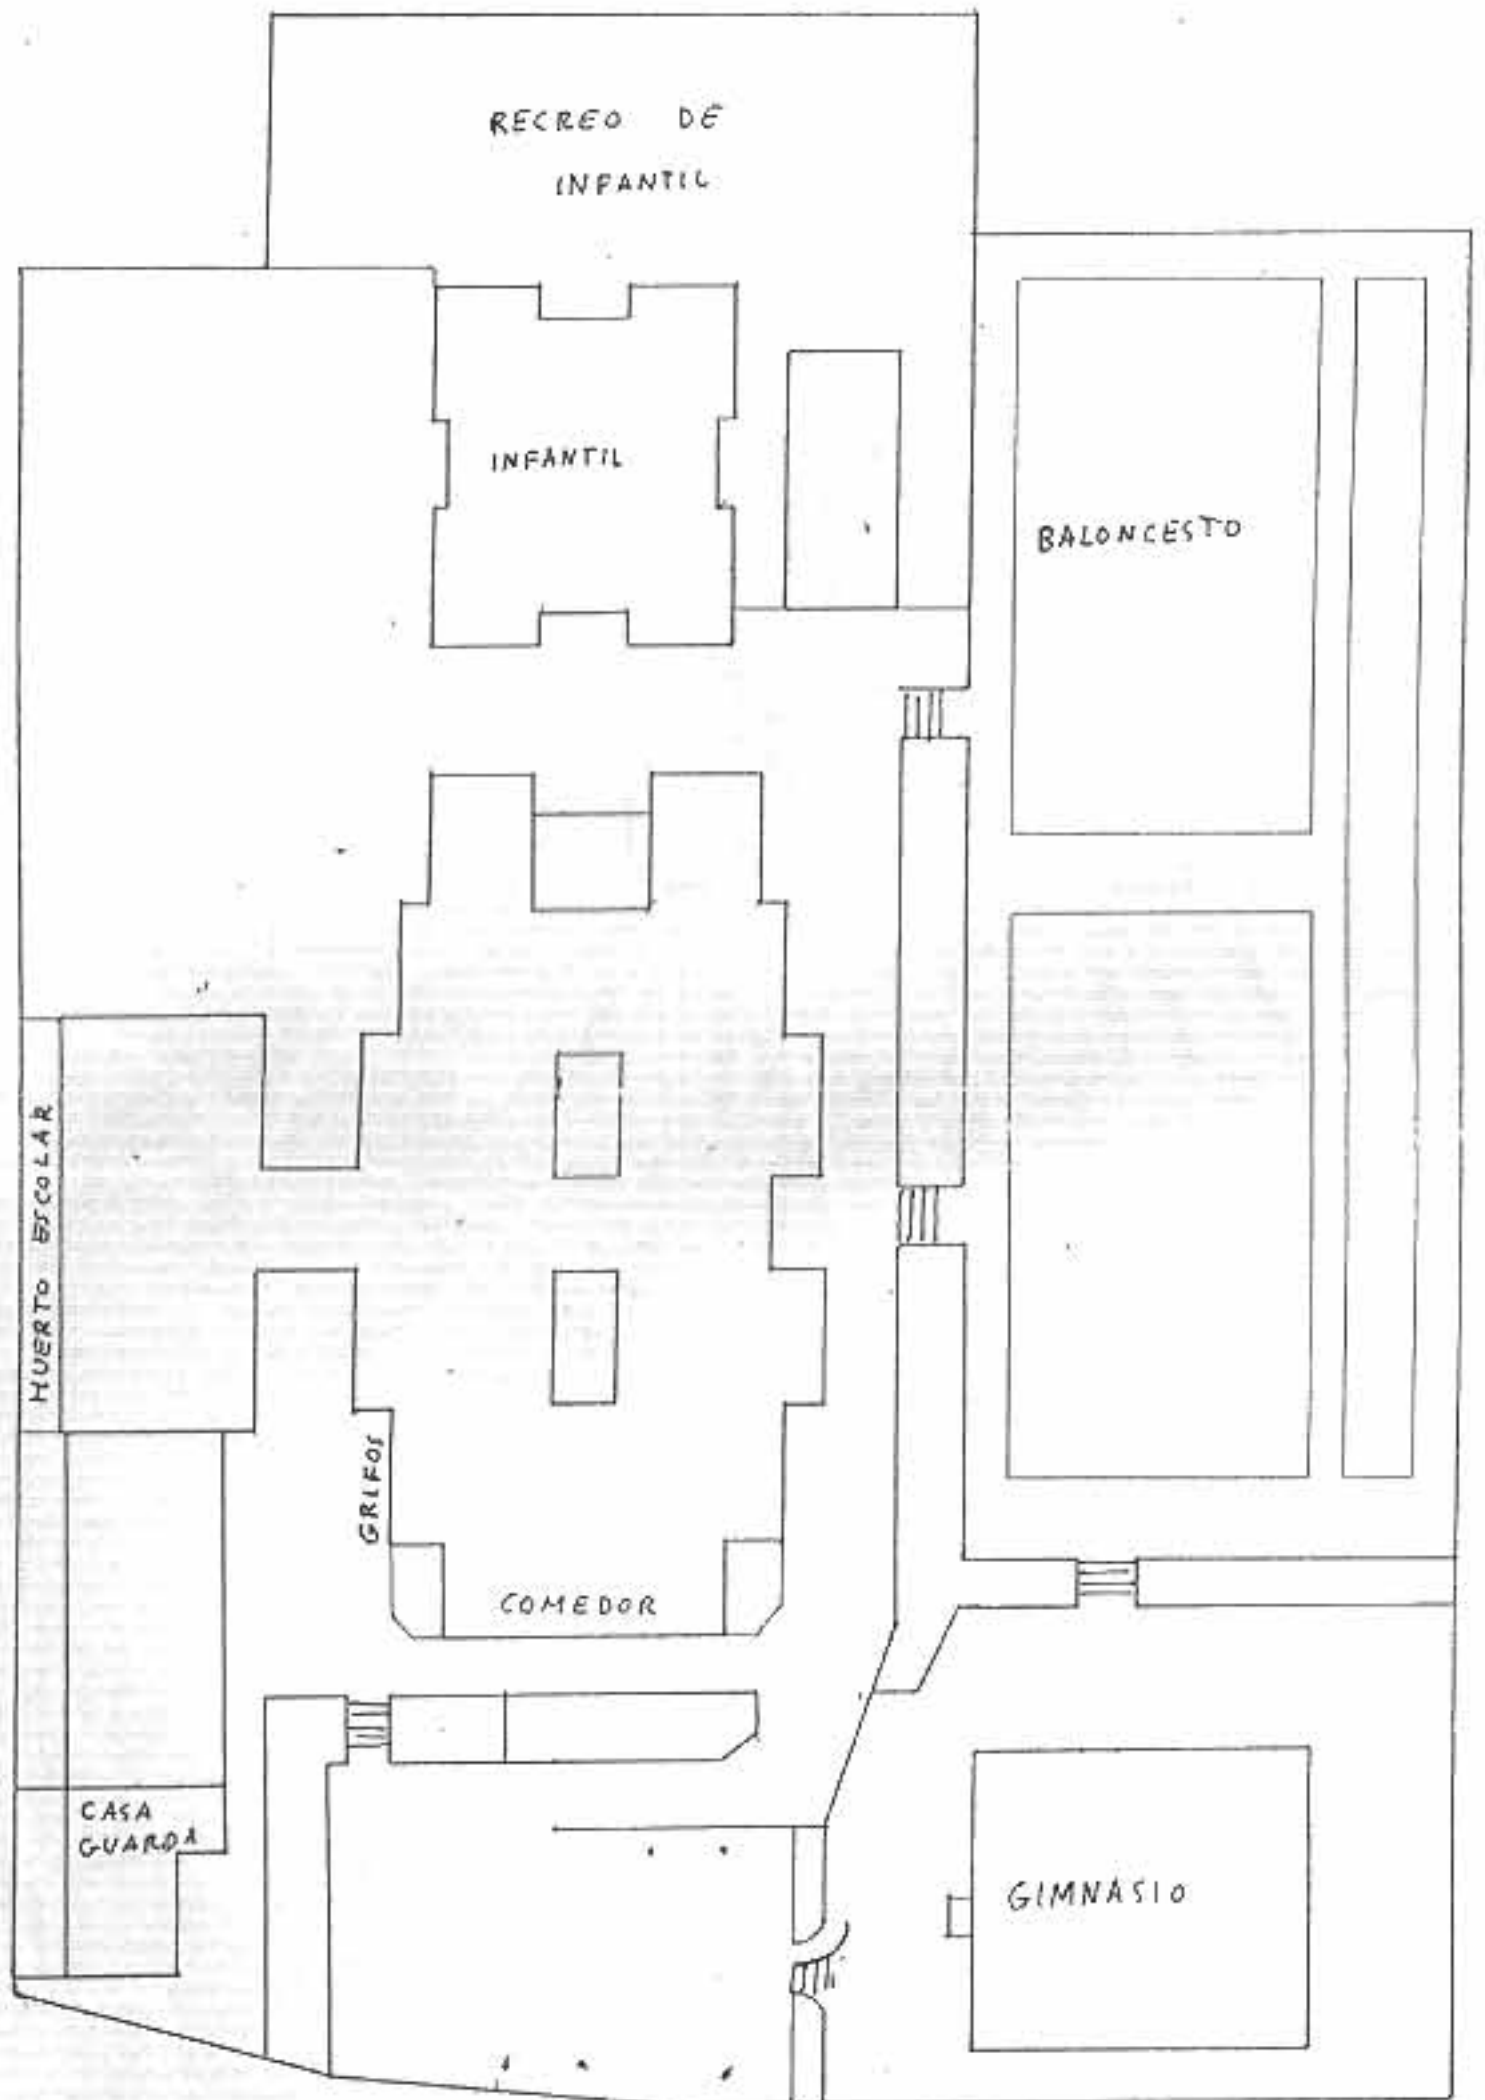 RECREO DE
INFANTIL
INFANTIL
BALONCESTO
HUERTO ESCOLAR
GRIFOS
COMEDOR
CASA
GUARDA
GIMNASIO